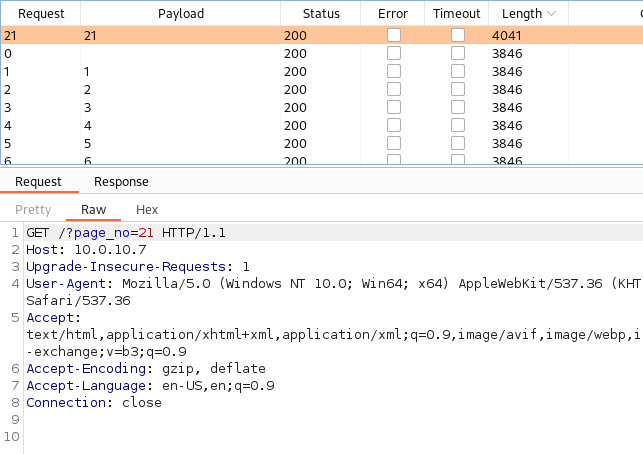 Request Payload Status Error Timeout Length
21 21 200 4041
0 200 3846
1 1 200 3846
2 2 200 3846
3 3 200 3846
4 4 200 3846
5 5 200 3846
6 6 200 3846
Request Response
Pretty Raw Hex
1 GET /?page_no=21 HTTP/1.1
2 Host: 10.0.10.7
3 Upgrade-Insecure-Requests: 1
4 User-Agent: Mozilla/5.0 (Windows NT 10.0; Win64; x64) AppleWebKit/537.36 (KHT
Safari/537.36
5 Accept:
text/html,application/xhtml+xml,application/xml;q=0.9,image/avif,image/webp,i
-exchange;v=b3;q=0.9
6 Accept-Encoding: gzip, deflate
7 Accept-Language: en-US,en;q=0.9
8 Connection: close
9
10